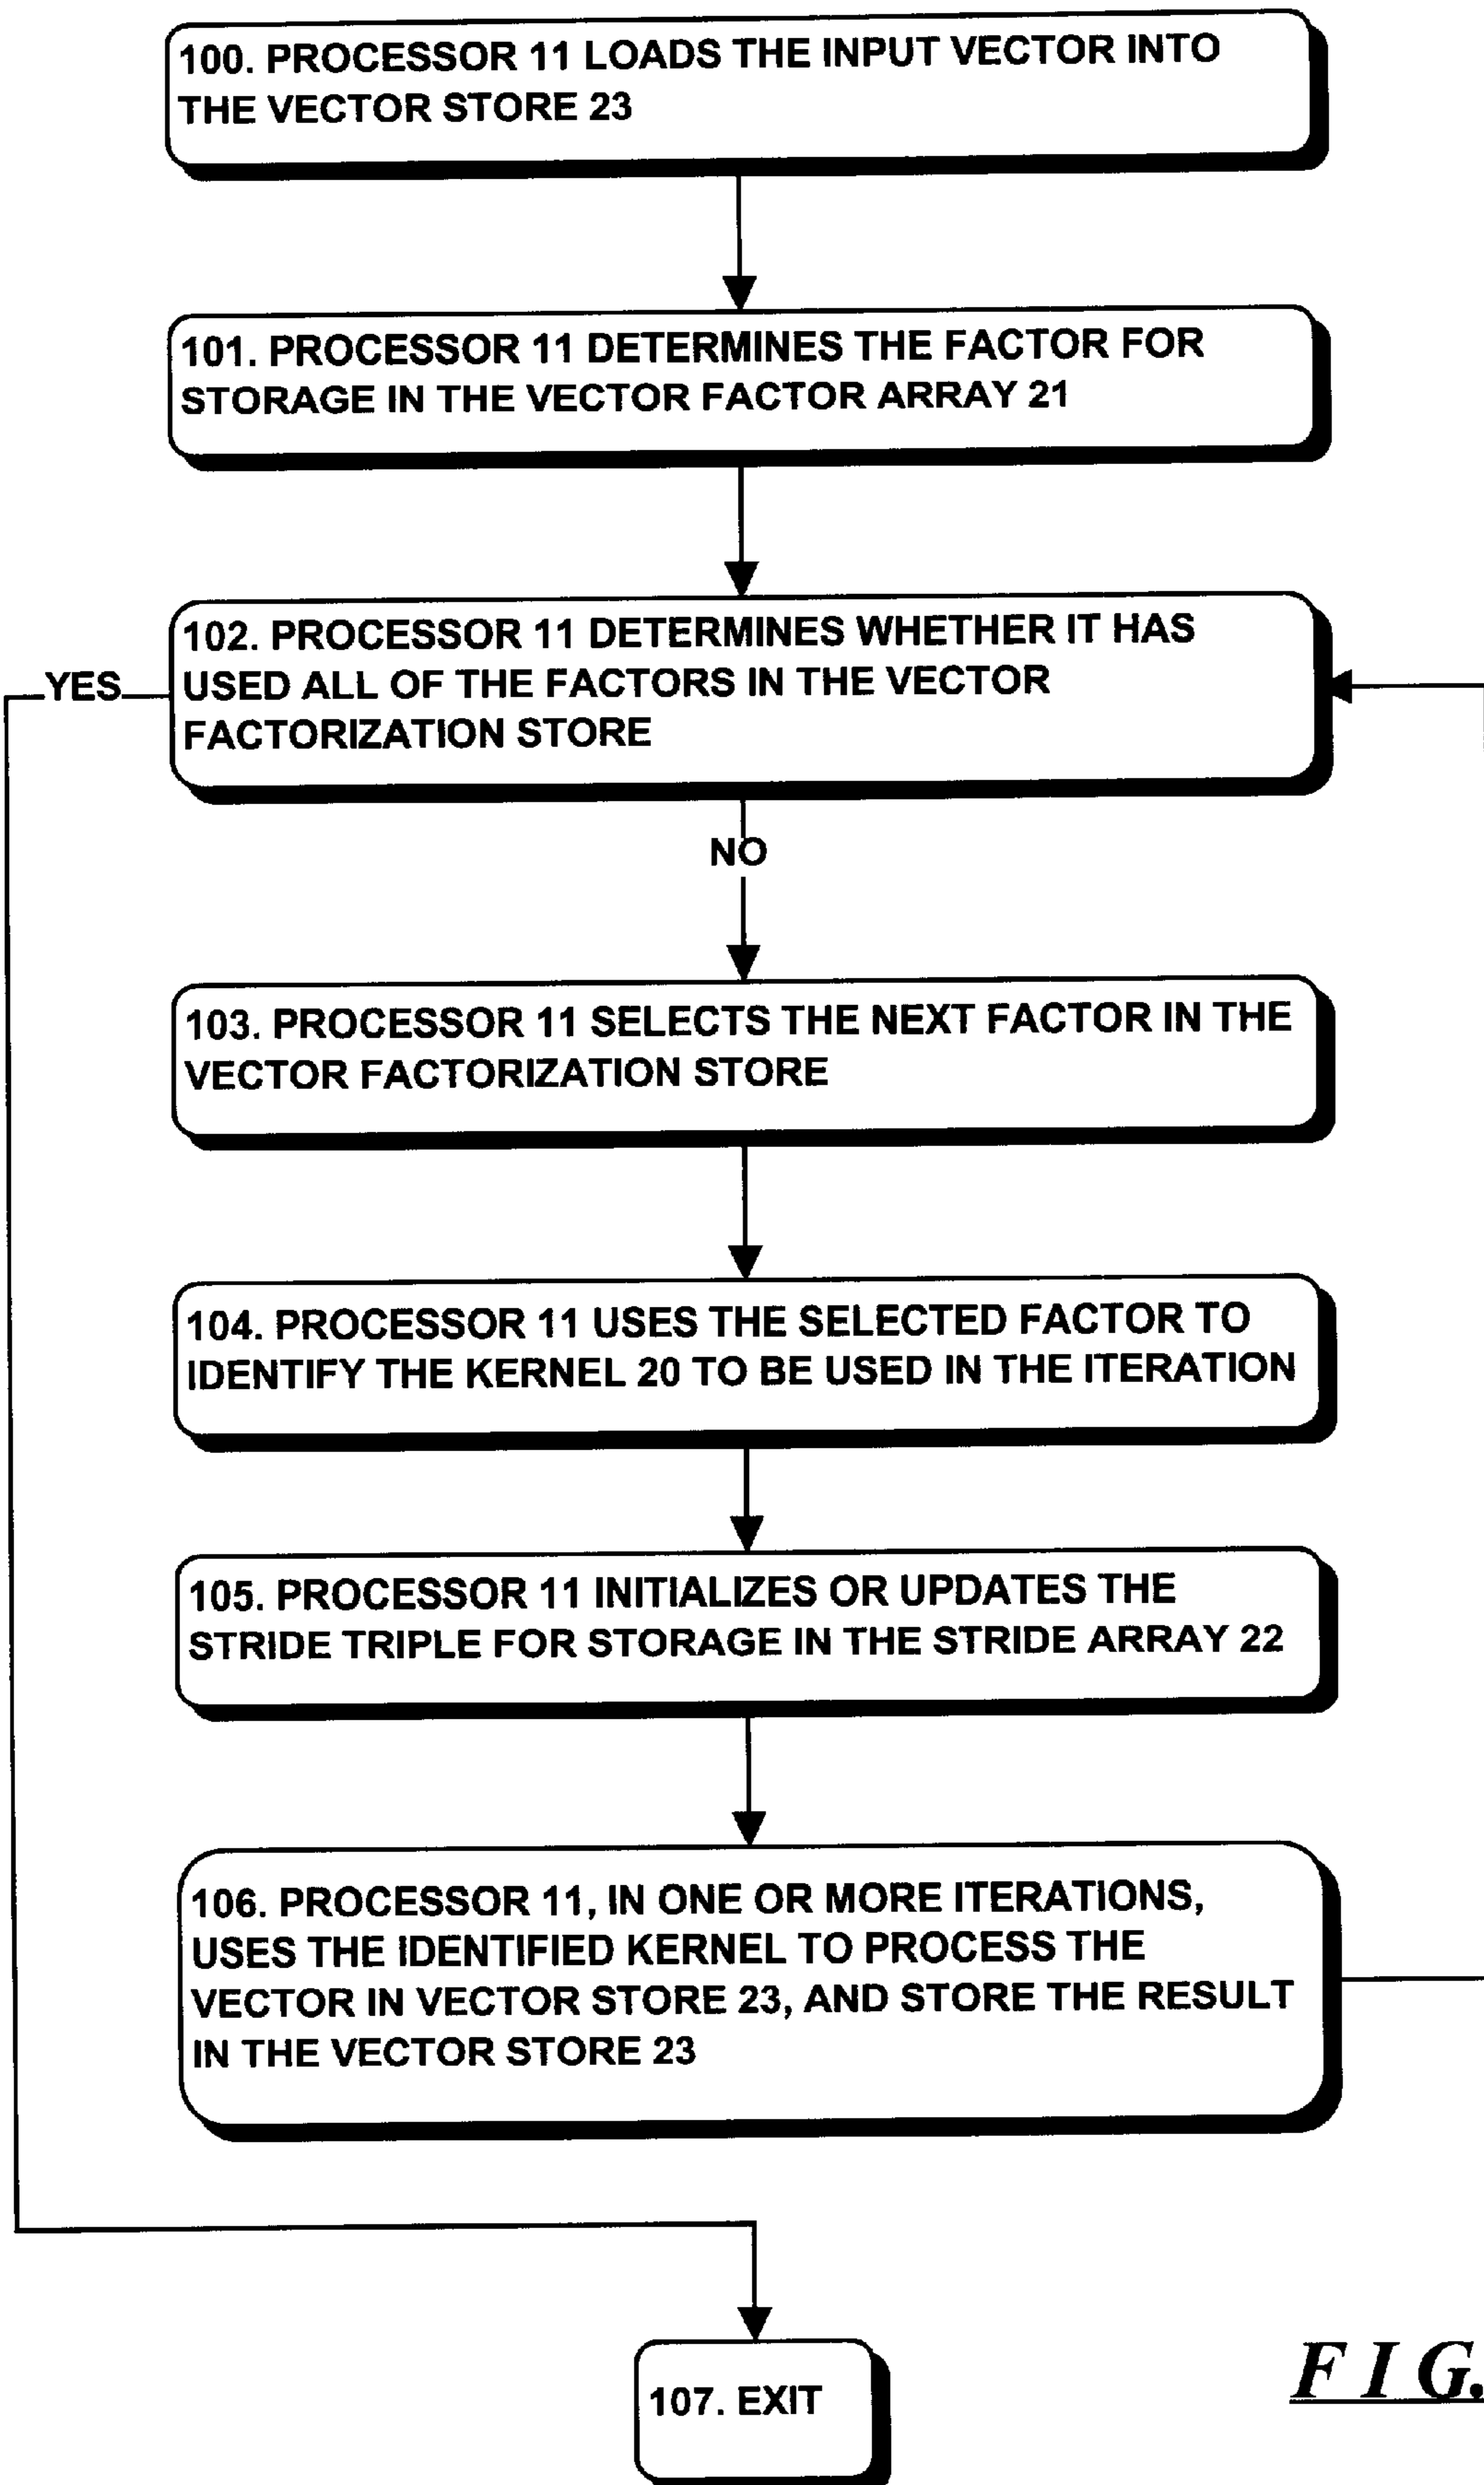 100. PROCESSOR 11 LOADS THE INPUT VECTOR INTO
THE VECTOR STORE 23
101. PROCESSOR 11 DETERMINES THE FACTOR FOR
STORAGE IN THE VECTOR FACTOR ARRAY 21
102. PROCESSOR 11 DETERMINES WHETHER IT HAS
USED ALL OF THE FACTORS IN THE VECTOR
FACTORIZATION STORE
YES
NO
103. PROCESSOR 11 SELECTS THE NEXT FACTOR IN THE
VECTOR FACTORIZATION STORE
104. PROCESSOR 11 USES THE SELECTED FACTOR TO
IDENTIFY THE KERNEL 20 TO BE USED IN THE ITERATION
105. PROCESSOR 11 INITIALIZES OR UPDATES THE
STRIDE TRIPLE FOR STORAGE IN THE STRIDE ARRAY 22
106. PROCESSOR 11, IN ONE OR MORE ITERATIONS,
USES THE IDENTIFIED KERNEL TO PROCESS THE
VECTOR IN VECTOR STORE 23, AND STORE THE RESULT
IN THE VECTOR STORE 23
107. EXIT
FIG.